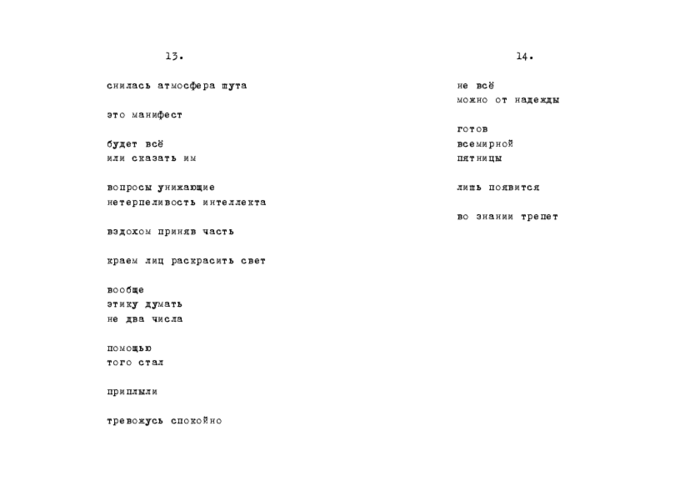 13.
снилась атмосфера шута
это манифест
будет всё
или сказать им
вопросы унижающие
нетерпеливость интеллекта
вздохом приняв часть
краем лиц раскрасить свет
вообще
этику думать
не два числа
помощью
того стал
приплыли
тревожусь спокойно
14.
не всё
можно от надежды
готов
всемирной
пятницы
лишь появится
во знании трепет